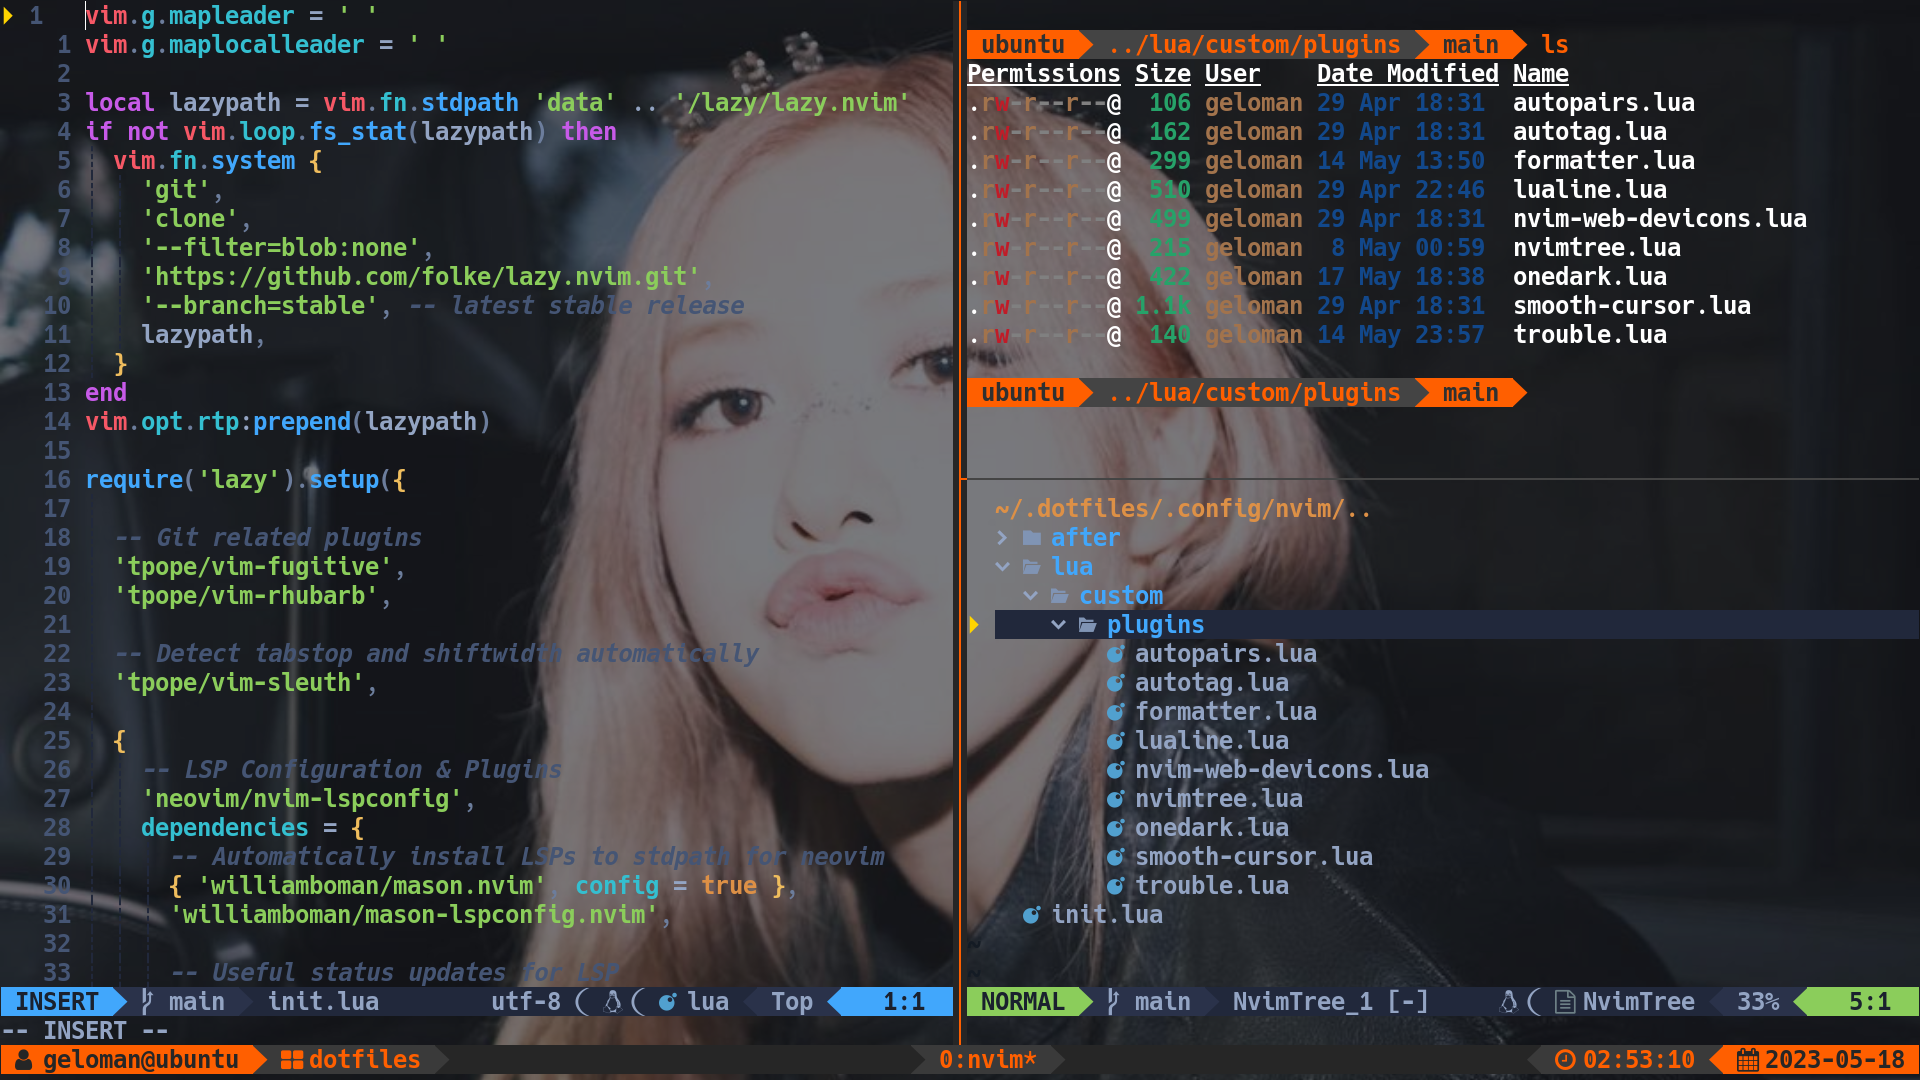 1 vim.g.mapleader = ' '
1 vim.g.maplocalleader = ' '
2
3 local lazypath = vim.fn.stdpath 'data' .. '/lazy/lazy.nvim'
4 if not vim.loop.fs_stat(lazypath) then
5 vim.fn.system {
6 'git',
7 'clone',
8 '--filter=blob:none',
9 'https://github.com/folke/lazy.nvim.git',
10 '--branch=stable', -- latest stable release
11 lazypath,
12 }
13 end
14 vim.opt.rtp:prepend(lazypath)
15
16 require('lazy').setup({
17
18 -- Git related plugins
19 'tpope/vim-fugitive',
20 'tpope/vim-rhubarb',
21
22 -- Detect tabstop and shiftwidth automatically
23 'tpope/vim-sleuth',
24
25 {
26 -- LSP Configuration & Plugins
27 'neovim/nvim-lspconfig',
28 dependencies = {
29 -- Automatically install LSPs to stdpath for neovim
30 { 'williamboman/mason.nvim', config = true },
31 'williamboman/mason-lspconfig.nvim',
32
33 -- Useful status updates for LSP
INSERT main init.lua utf-8 lua Top 1:1
-- INSERT --
ubuntu ../lua/custom/plugins main ls
Permissions Size User Date Modified Name
.rw-r--r--@ 106 geloman 29 Apr 18:31 autopairs.lua
.rw-r--r--@ 162 geloman 29 Apr 18:31 autotag.lua
.rw-r--r--@ 299 geloman 14 May 13:50 formatter.lua
.rw-r--r--@ 510 geloman 29 Apr 22:46 lualine.lua
.rw-r--r--@ 499 geloman 29 Apr 18:31 nvim-web-devicons.lua
.rw-r--r--@ 215 geloman 8 May 00:59 nvimtree.lua
.rw-r--r--@ 422 geloman 17 May 18:38 onedark.lua
.rw-r--r--@ 1.1k geloman 29 Apr 18:31 smooth-cursor.lua
.rw-r--r--@ 140 geloman 14 May 23:57 trouble.lua
ubuntu ../lua/custom/plugins main
~/.dotfiles/.config/nvim/..
after
lua
custom
plugins
autopairs.lua
autotag.lua
formatter.lua
lualine.lua
nvim-web-devicons.lua
nvimtree.lua
onedark.lua
smooth-cursor.lua
trouble.lua
init.lua
~
~
NORMAL main NvimTree_1 [-] NvimTree 33% 5:1
geloman@ubuntu dotfiles 0:nvim* 02:53:10 2023-05-18